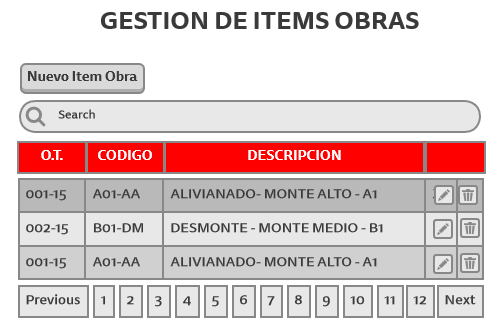 GESTION DE ITEMS OBRAS
Nuevo Item Obra
Search
O.T. CODIGO DESCRIPCION
001-15 A01-AA ALIVIANADO- MONTE ALTO - A1
002-15 B01-DM DESMONTE - MONTE MEDIO - B1
001-15 A01-AA ALIVIANADO- MONTE ALTO - A1
Previous 1 2 3 4 5 6 7 8 9 10 11 12 Next